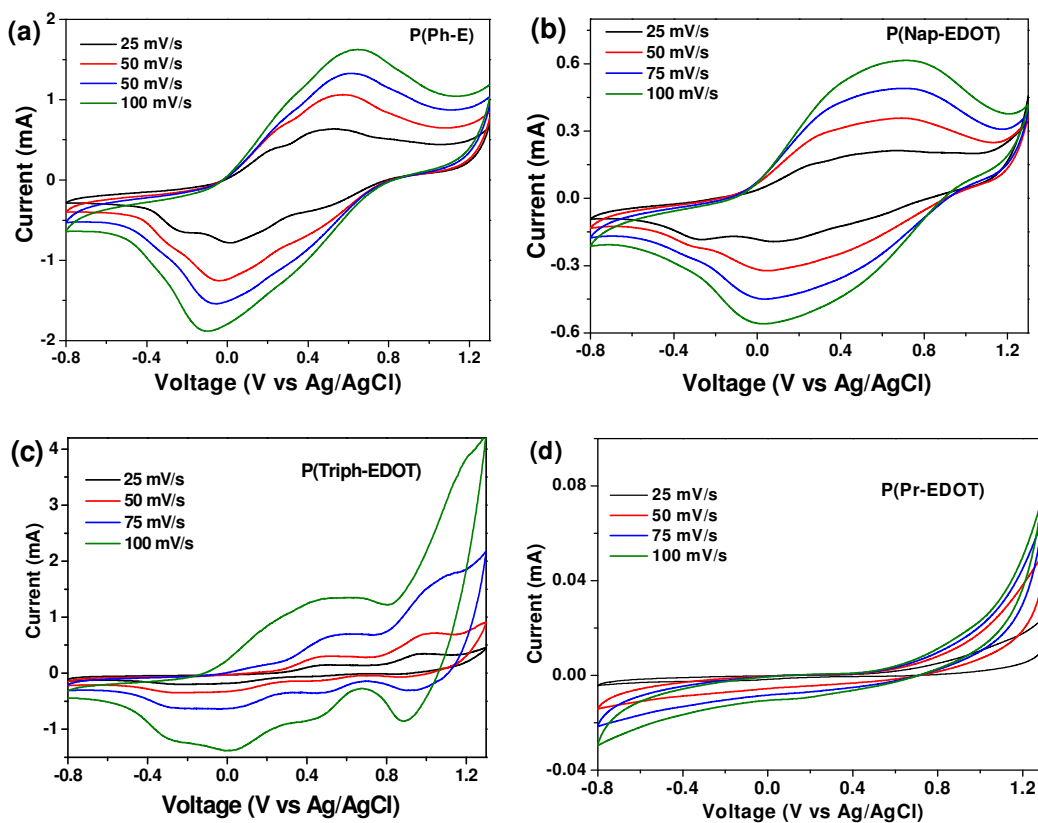 (a)
P(Ph-E)
25 mV/s
50 mV/s
50 mV/s
100 mV/s
2
1
0
-1
-2
Current (mA)
-0.8 -0.4 0.0 0.4 0.8 1.2
Voltage (V vs Ag/AgCl)
(b)
P(Nap-EDOT)
25 mV/s
50 mV/s
75 mV/s
100 mV/s
0.6
0.3
0.0
-0.3
-0.6
Current (mA)
-0.8 -0.4 0.0 0.4 0.8 1.2
Voltage (V vs Ag/AgCl)
(c)
P(Triph-EDOT)
25 mV/s
50 mV/s
75 mV/s
100 mV/s
4
3
2
1
0
-1
Current (mA)
-0.8 -0.4 0.0 0.4 0.8 1.2
Voltage (V vs Ag/AgCl)
(d)
P(Pr-EDOT)
25 mV/s
50 mV/s
75 mV/s
100 mV/s
0.08
0.04
0.00
-0.04
Current (mA)
-0.8 -0.4 0.0 0.4 0.8 1.2
Voltage (V vs Ag/AgCl)